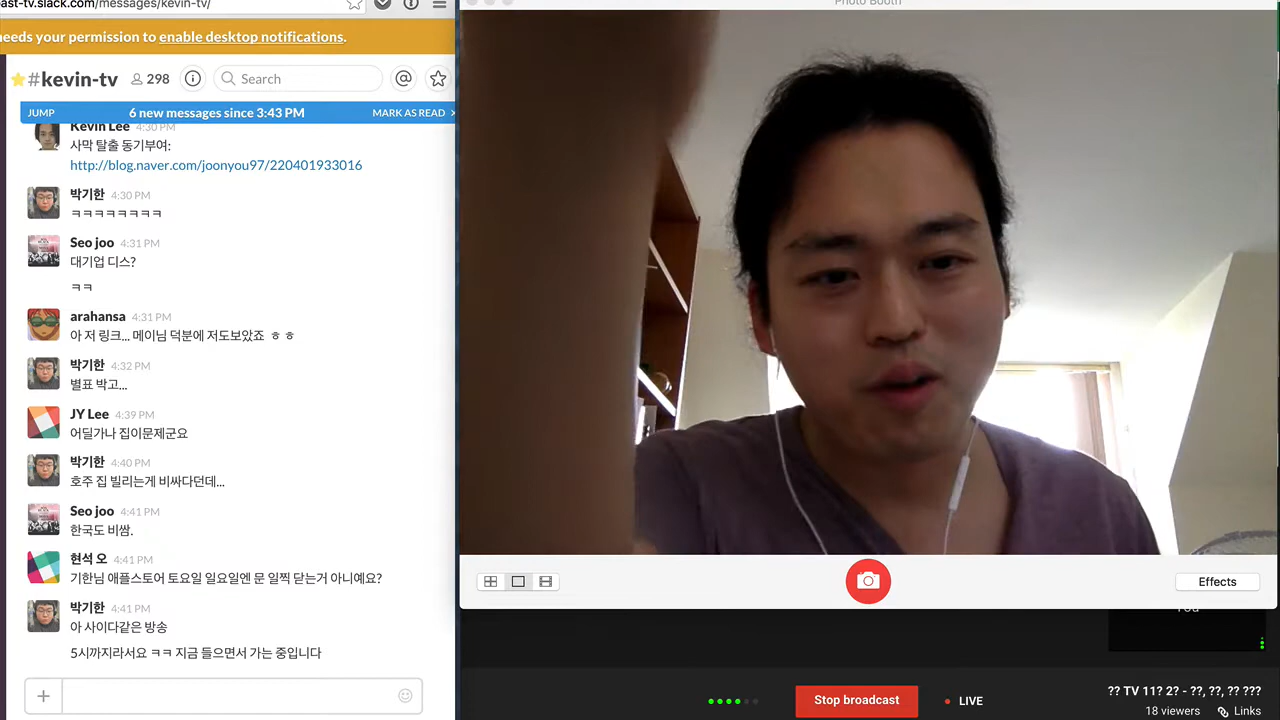 ast-tv.slack.com/messages/kevin-tv/
Photo Booth
needs your permission to enable desktop notifications.
#kevin-tv 298 Search
JUMP 6 new messages since 3:43 PM MARK AS READ
Kevin Lee 4:30 PM
사막 탈출 동기부여:
http://blog.naver.com/joonyou97/220401933016
박기한 4:30 PM
ㅋㅋㅋㅋㅋㅋㅋㅋ
Seo joo 4:31 PM
대기업 디스?
ㅋㅋ
arahansa 4:31 PM
아 저 링크... 메이님 덕분에 저도보았죠 ㅎㅎ
박기한 4:32 PM
별표 박고...
JY Lee 4:39 PM
어딜가나 집이문제군요
박기한 4:40 PM
호주 집 빌리는게 비싸다던데...
Seo joo 4:41 PM
한국도 비쌈.
현석 오 4:41 PM
기한님 애플스토어 토요일 일요일엔 문 일찍 닫는거 아니예요?
박기한 4:41 PM
아 사이다같은 방송
5시까지라서요 ㅋㅋ 지금 들으면서 가는 중입니다
Effects
You
Stop broadcast
LIVE
?? TV 11? 2? - ??, ??, ?? ???
18 viewers Links